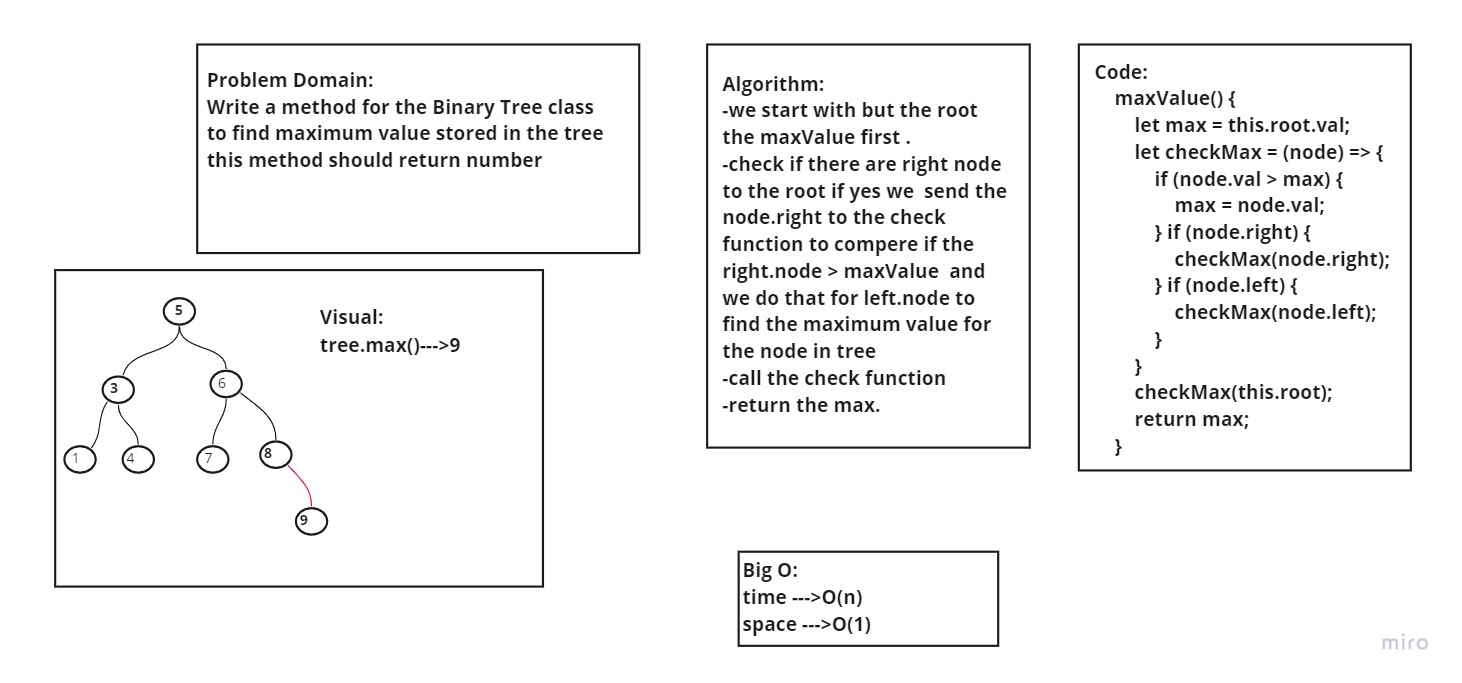 Problem Domain:
Write a method for the Binary Tree class
to find maximum value stored in the tree
this method should return number
Visual:
tree.max()--->9
5
3
6
1
4
7
8
9
Algorithm:
-we start with but the root
the maxValue first .
-check if there are right node
to the root if yes we  send the
node.right to the check
function to compere if the
right.node > maxValue  and
we do that for left.node to
find the maximum value for
the node in tree
-call the check function
-return the max.
Code:
maxValue() {
let max = this.root.val;
let checkMax = (node) => {
if (node.val > max) {
max = node.val;
} if (node.right) {
checkMax(node.right);
} if (node.left) {
checkMax(node.left);
}
}
checkMax(this.root);
return max;
}
Big O:
time --->O(n)
space --->O(1)
miro